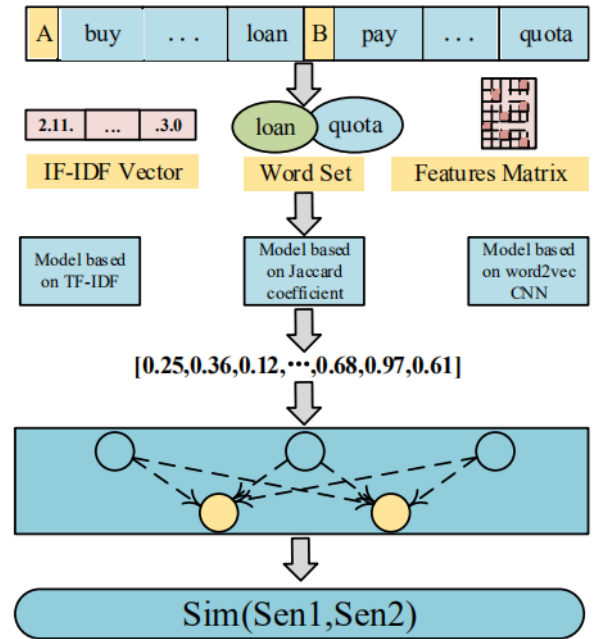 A buy ... loan B pay ... quota
2.11. ... .3.0
loan quota
IF-IDF Vector
Word Set
Features Matrix
Model based
on TF-IDF
Model based
on Jaccard
coefficient
Model based
on word2vec
CNN
[0.25,0.36,0.12,···,0.68,0.97,0.61]
Sim(Sen1,Sen2)